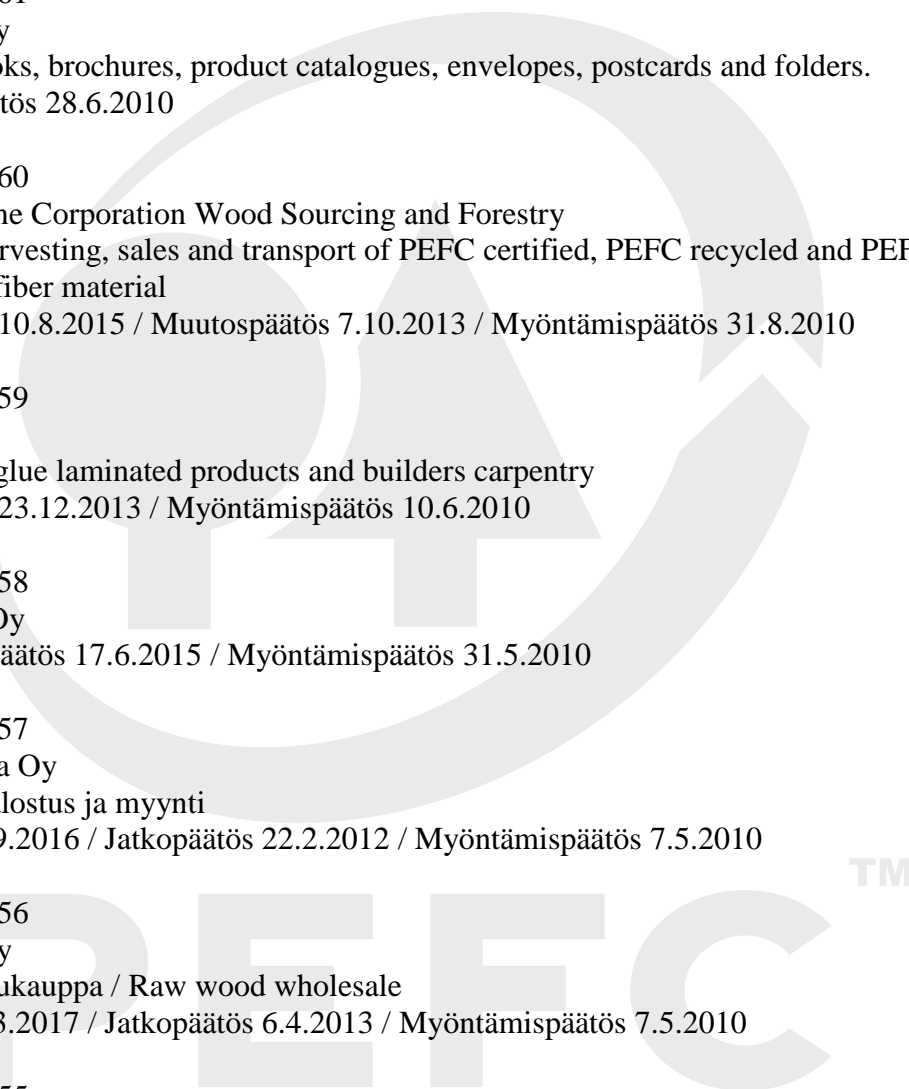 y
oks, brochures, product catalogues, envelopes, postcards and folders.
tös 28.6.2010
60
ne Corporation Wood Sourcing and Forestry
rvesting, sales and transport of PEFC certified, PEFC recycled and PEF
fiber material
10.8.2015 / Muutospäätös 7.10.2013 / Myöntämispäätös 31.8.2010
59
glue laminated products and builders carpentry
23.12.2013 / Myöntämispäätös 10.6.2010
58
Oy
äätös 17.6.2015 / Myöntämispäätös 31.5.2010
57
a Oy
lostus ja myynti
9.2016 / Jatkopäätös 22.2.2012 / Myöntämispäätös 7.5.2010
TM
56
y
ukauppa / Raw wood wholesale
3.2017 / Jatkopäätös 6.4.2013 / Myöntämispäätös 7.5.2010
PEFC